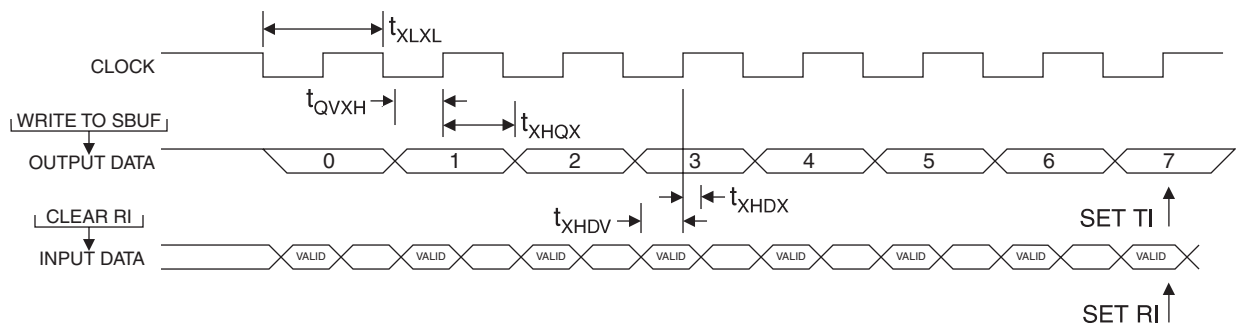 tXLXL
CLOCK
tQVXH
tXHQX
WRITE TO SBUF
OUTPUT DATA
0 1 2 3 4 5 6 7
tXHDX
tXHDV
SET TI
CLEAR RI
INPUT DATA
VALID VALID VALID VALID VALID VALID VALID VALID
SET RI